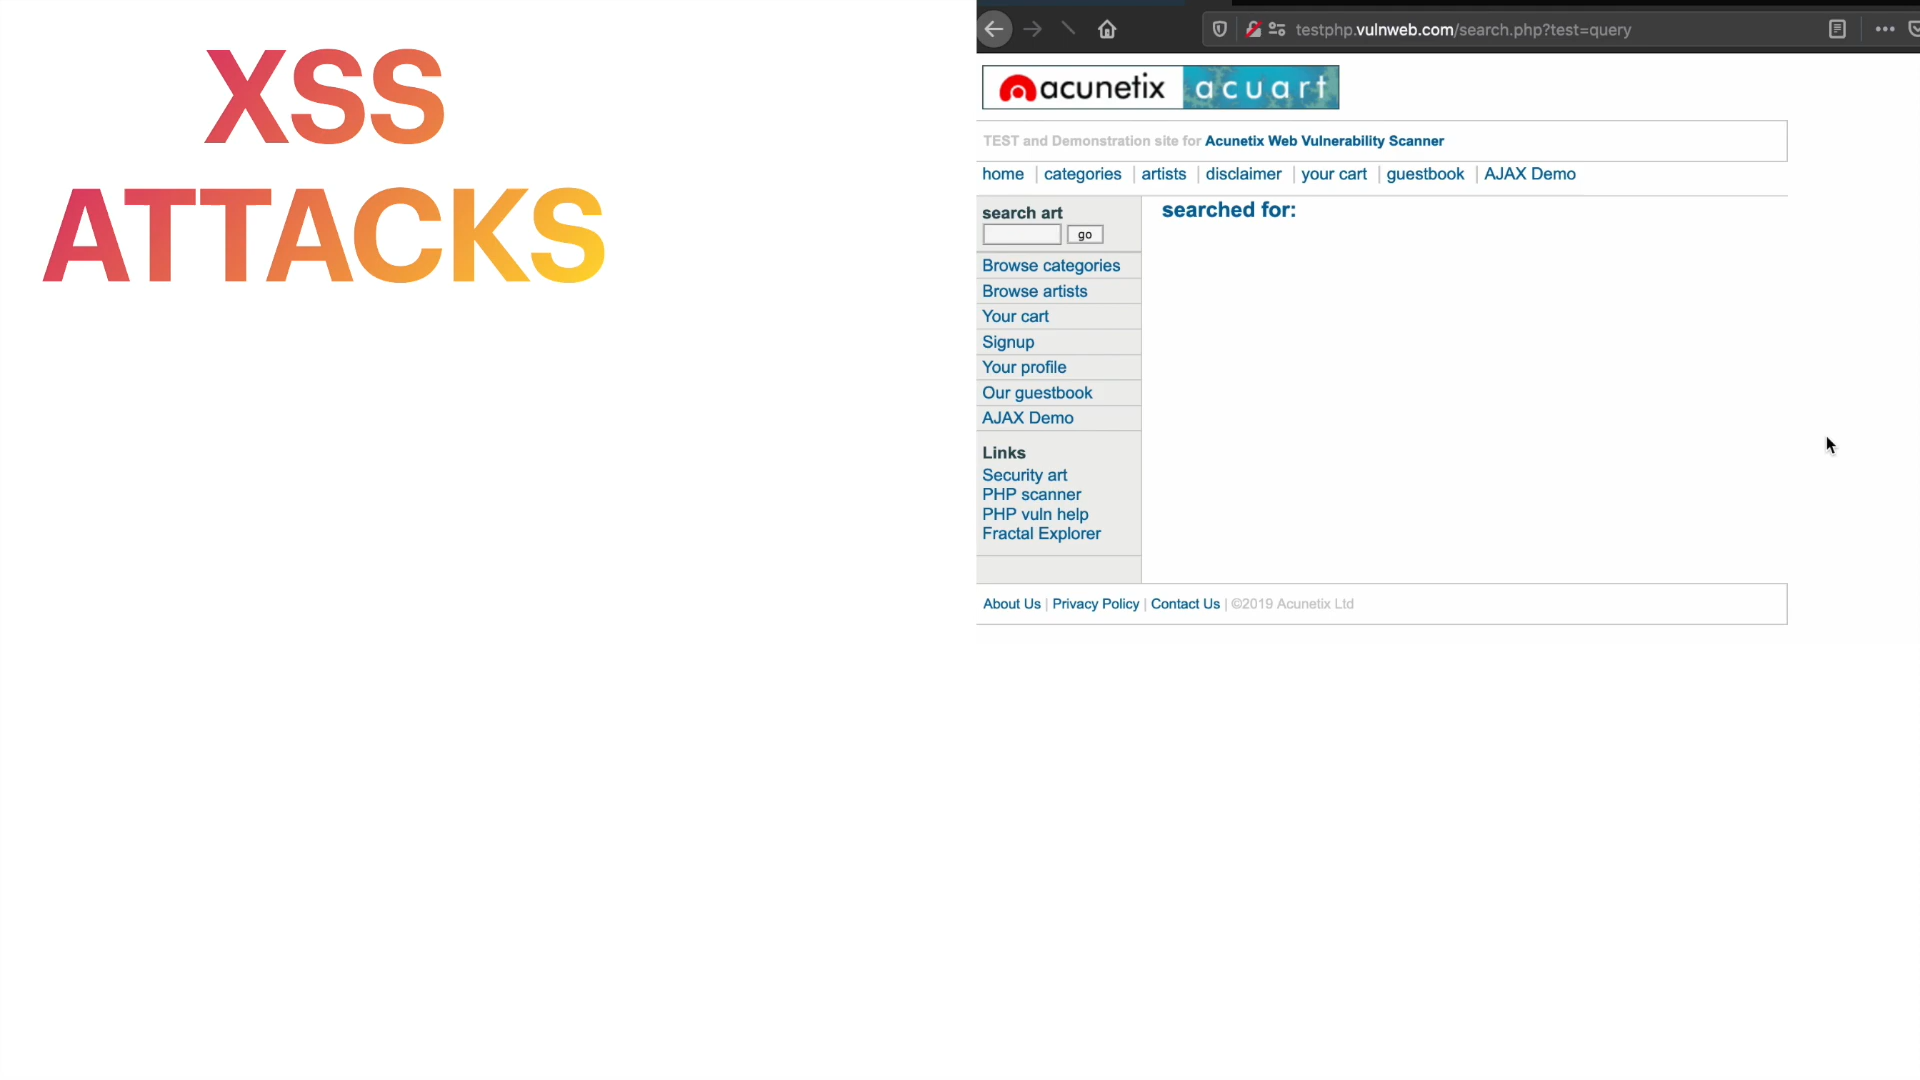 XSS
ATTACKS
testphp.vulnweb.com/search.php?test=query
acunetix acuart
TEST and Demonstration site for Acunetix Web Vulnerability Scanner
home | categories | artists | disclaimer | your cart | guestbook | AJAX Demo
search art
go
Browse categories
Browse artists
Your cart
Signup
Your profile
Our guestbook
AJAX Demo
Links
Security art
PHP scanner
PHP vuln help
Fractal Explorer
searched for:
About Us | Privacy Policy | Contact Us | ©2019 Acunetix Ltd